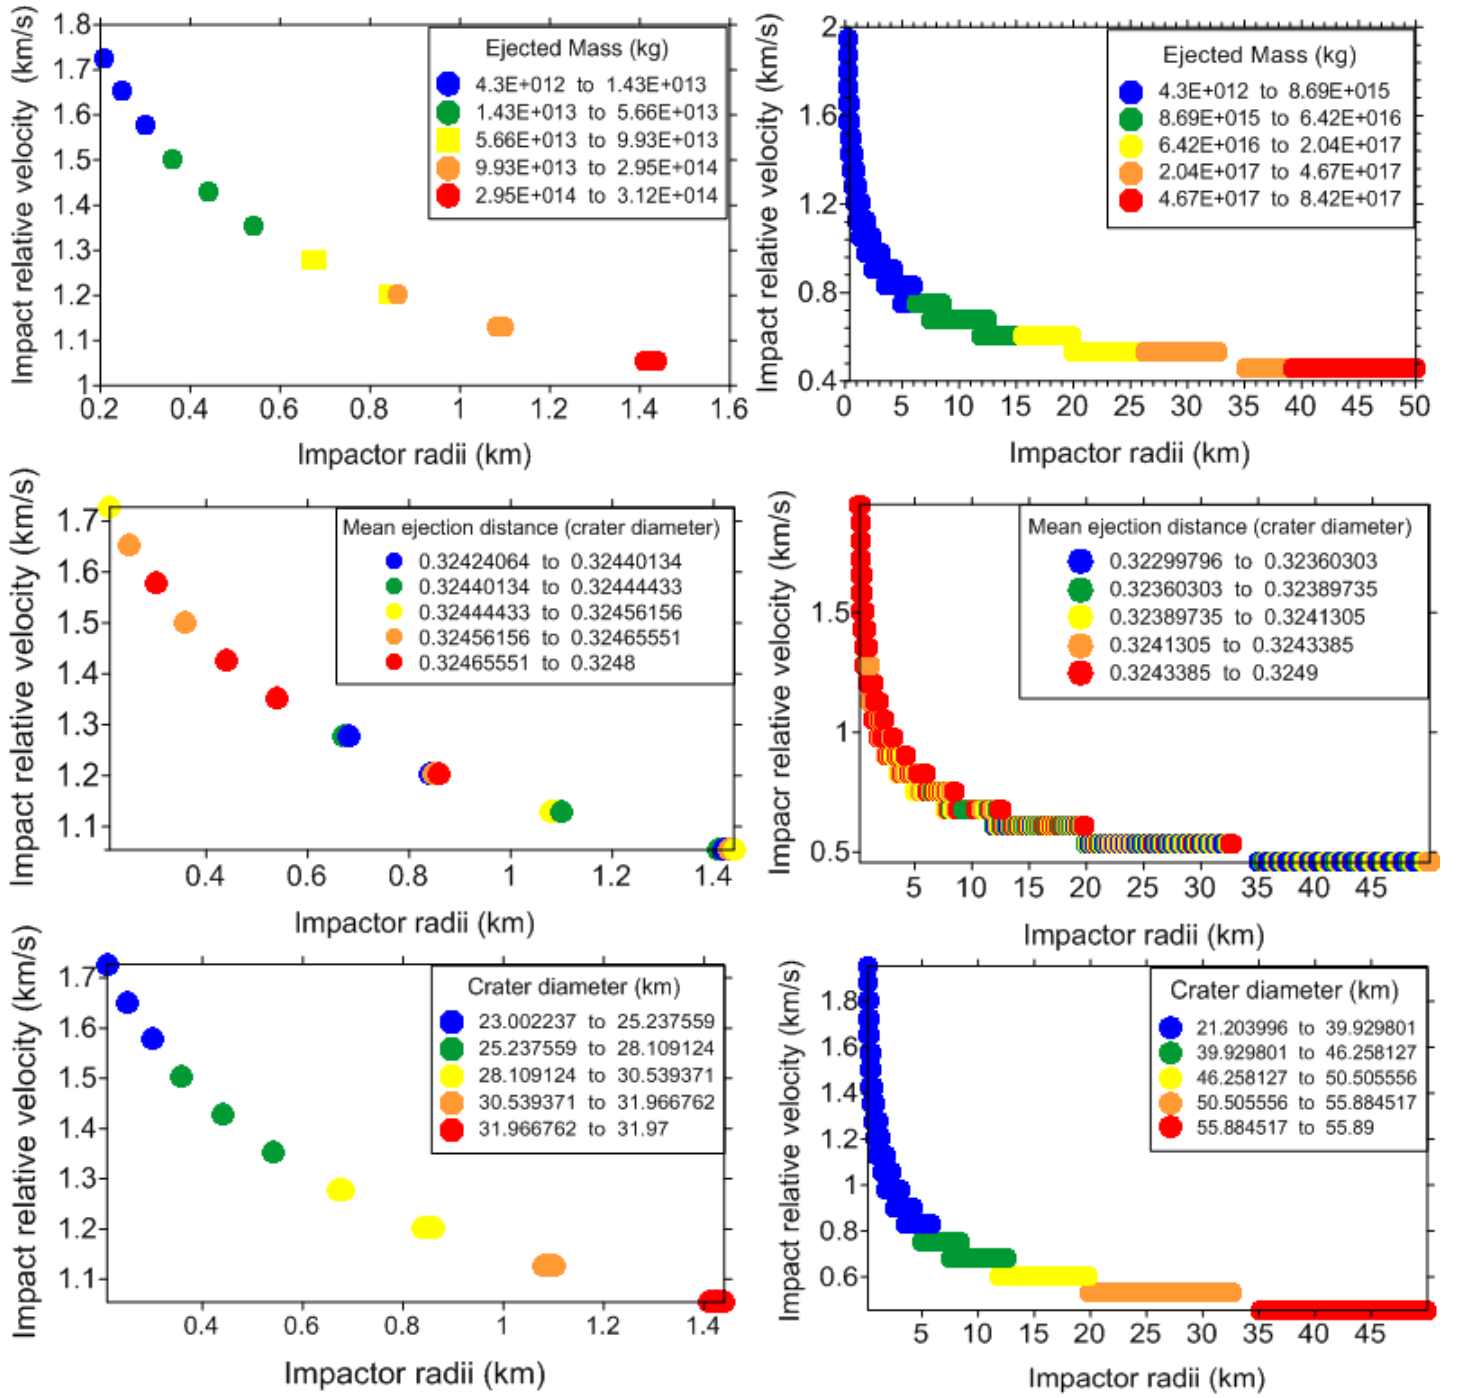 Impact relative velocity (km/s)
1.8
1.7
1.6
1.5
1.4
1.3
1.2
1.1
1
Ejected Mass (kg)
4.3E+012 to 1.43E+013
1.43E+013 to 5.66E+013
5.66E+013 to 9.93E+013
9.93E+013 to 2.95E+014
2.95E+014 to 3.12E+014
0.2 0.4 0.6 0.8 1 1.2 1.4 1.6
Impactor radii (km)
Impact relative velocity (km/s)
2
1.6
1.2
0.8
0.4
Ejected Mass (kg)
4.3E+012 to 8.69E+015
8.69E+015 to 6.42E+016
6.42E+016 to 2.04E+017
2.04E+017 to 4.67E+017
4.67E+017 to 8.42E+017
0 5 10 15 20 25 30 35 40 45 50
Impactor radii (km)
Impact relative velocity (km/s)
1.7
1.6
1.5
1.4
1.3
1.2
1.1
Mean ejection distance (crater diameter)
0.32424064 to 0.32440134
0.32440134 to 0.32444433
0.32444433 to 0.32456156
0.32456156 to 0.32465551
0.32465551 to 0.3248
0.4 0.6 0.8 1 1.2 1.4
Impactor radii (km)
Impacr relative velocity (km/s)
1.5
1
0.5
Mean ejection distance (crater diameter)
0.32299796 to 0.32360303
0.32360303 to 0.32389735
0.32389735 to 0.3241305
0.3241305 to 0.3243385
0.3243385 to 0.3249
5 10 15 20 25 30 35 40 45
Impactor radii (km)
Impact relative velocity (km/s)
1.7
1.6
1.5
1.4
1.3
1.2
1.1
Crater diameter (km)
23.002237 to 25.237559
25.237559 to 28.109124
28.109124 to 30.539371
30.539371 to 31.966762
31.966762 to 31.97
0.4 0.6 0.8 1 1.2 1.4
Impactor radii (km)
Impact relative velocity (km/s)
1.8
1.6
1.4
1.2
1
0.8
0.6
Crater diameter (km)
21.203996 to 39.929801
39.929801 to 46.258127
46.258127 to 50.505556
50.505556 to 55.884517
55.884517 to 55.89
5 10 15 20 25 30 35 40 45
Impactor radii (km)